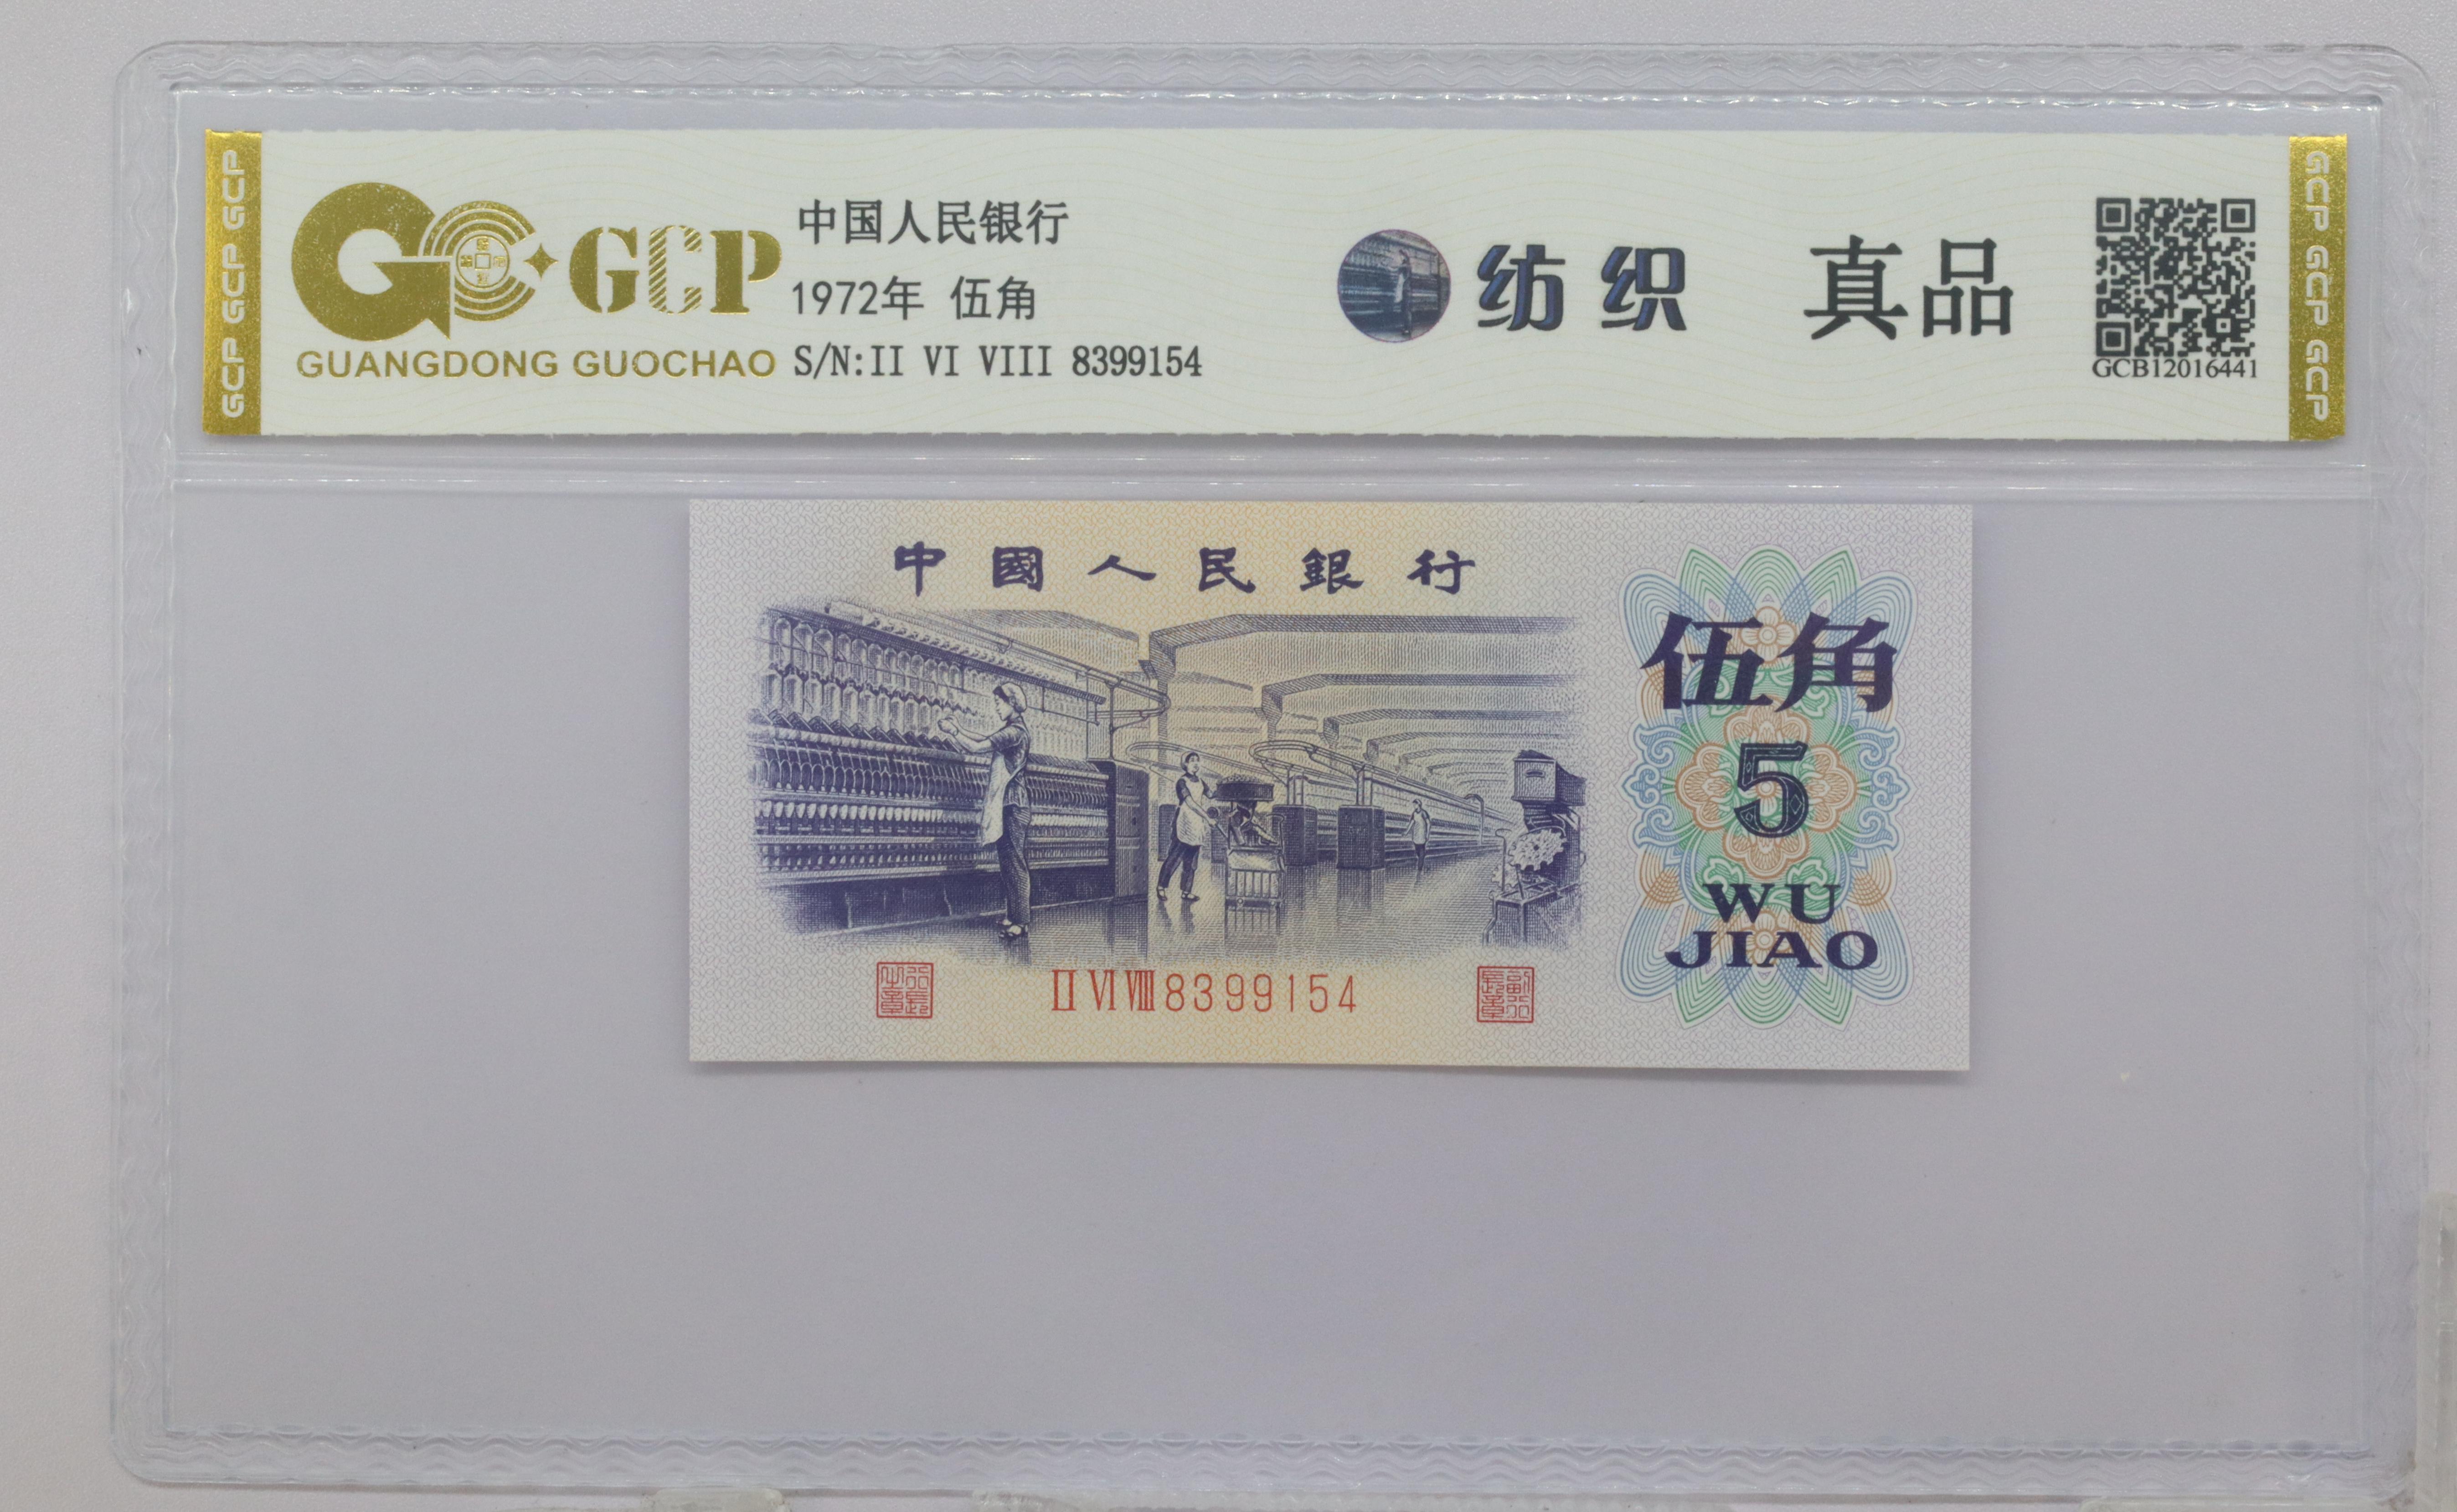 GCP GCP GCP
GCP
GUANGDONG GUOCHAO
中国人民银行
1972年 伍角
S/N:II VI VIII 8399154
纺织
真品
GCB12016441
GCP GCP GCP
中國人民銀行
伍角
5
WU
JIAO
II VI VIII 8399154